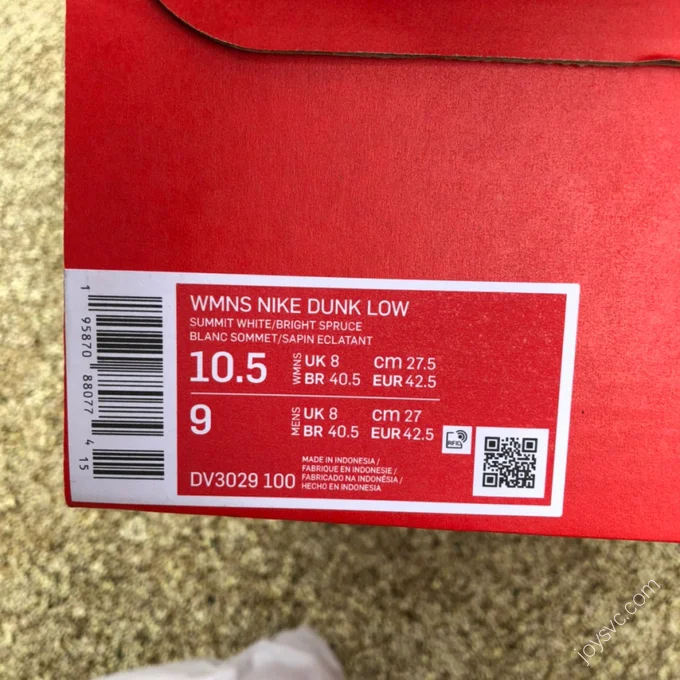 WMNS NIKE DUNK LOW
SUMMIT WHITE/BRIGHT SPRUCE
BLANC SOMMET/SAPIN ECLATANT
10.5 WMNS UK 8 CM 27.5
BR 40.5 EUR 42.5
9 MENS UK 8 CM 27
BR 40.5 EUR 42.5
RFID
DV3029 100
MADE IN INDONESIA /
FABRIQUE EN INDONESIE /
FABRICADO NA INDONÉSIA /
HECHO EN INDONESIA
1 95870 88077 4 15
joysvc.com